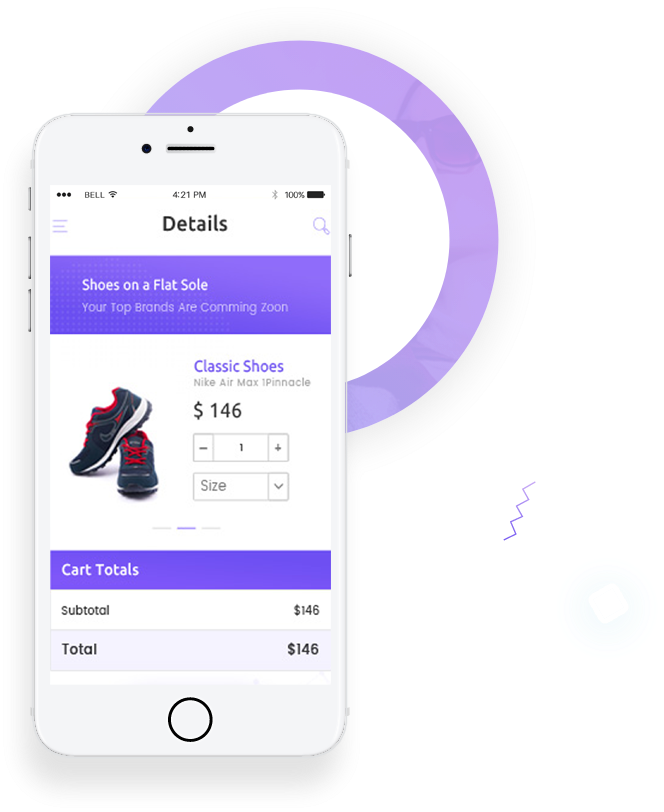 BELL 4:21 PM 100%
Details
Shoes on a Flat Sole
Your Top Brands Are Comming Zoon
Classic Shoes
Nike Air Max 1Pinnacle
$ 146
− 1 +
Size
Cart Totals
Subtotal $146
Total $146